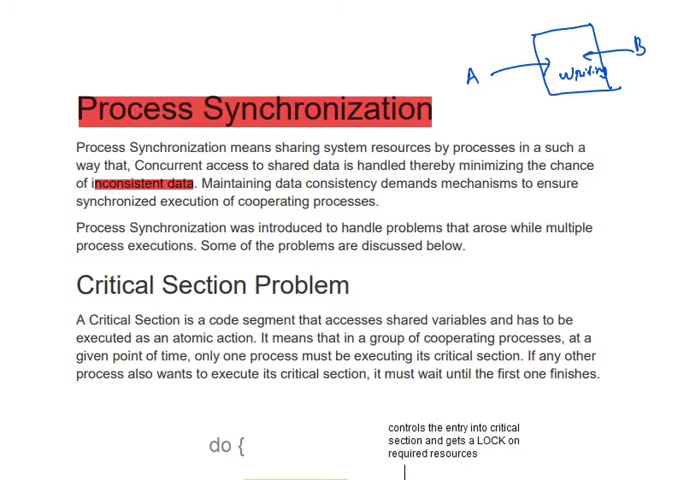 A
writing
B
Process Synchronization
Process Synchronization means sharing system resources by processes in a such a
way that, Concurrent access to shared data is handled thereby minimizing the chance
of inconsistent data. Maintaining data consistency demands mechanisms to ensure
synchronized execution of cooperating processes.
Process Synchronization was introduced to handle problems that arose while multiple
process executions. Some of the problems are discussed below.
Critical Section Problem
A Critical Section is a code segment that accesses shared variables and has to be
executed as an atomic action. It means that in a group of cooperating processes, at a
given point of time, only one process must be executing its critical section. If any other
process also wants to execute its critical section, it must wait until the first one finishes.
controls the entry into critical
section and gets a LOCK on
required resources
do {